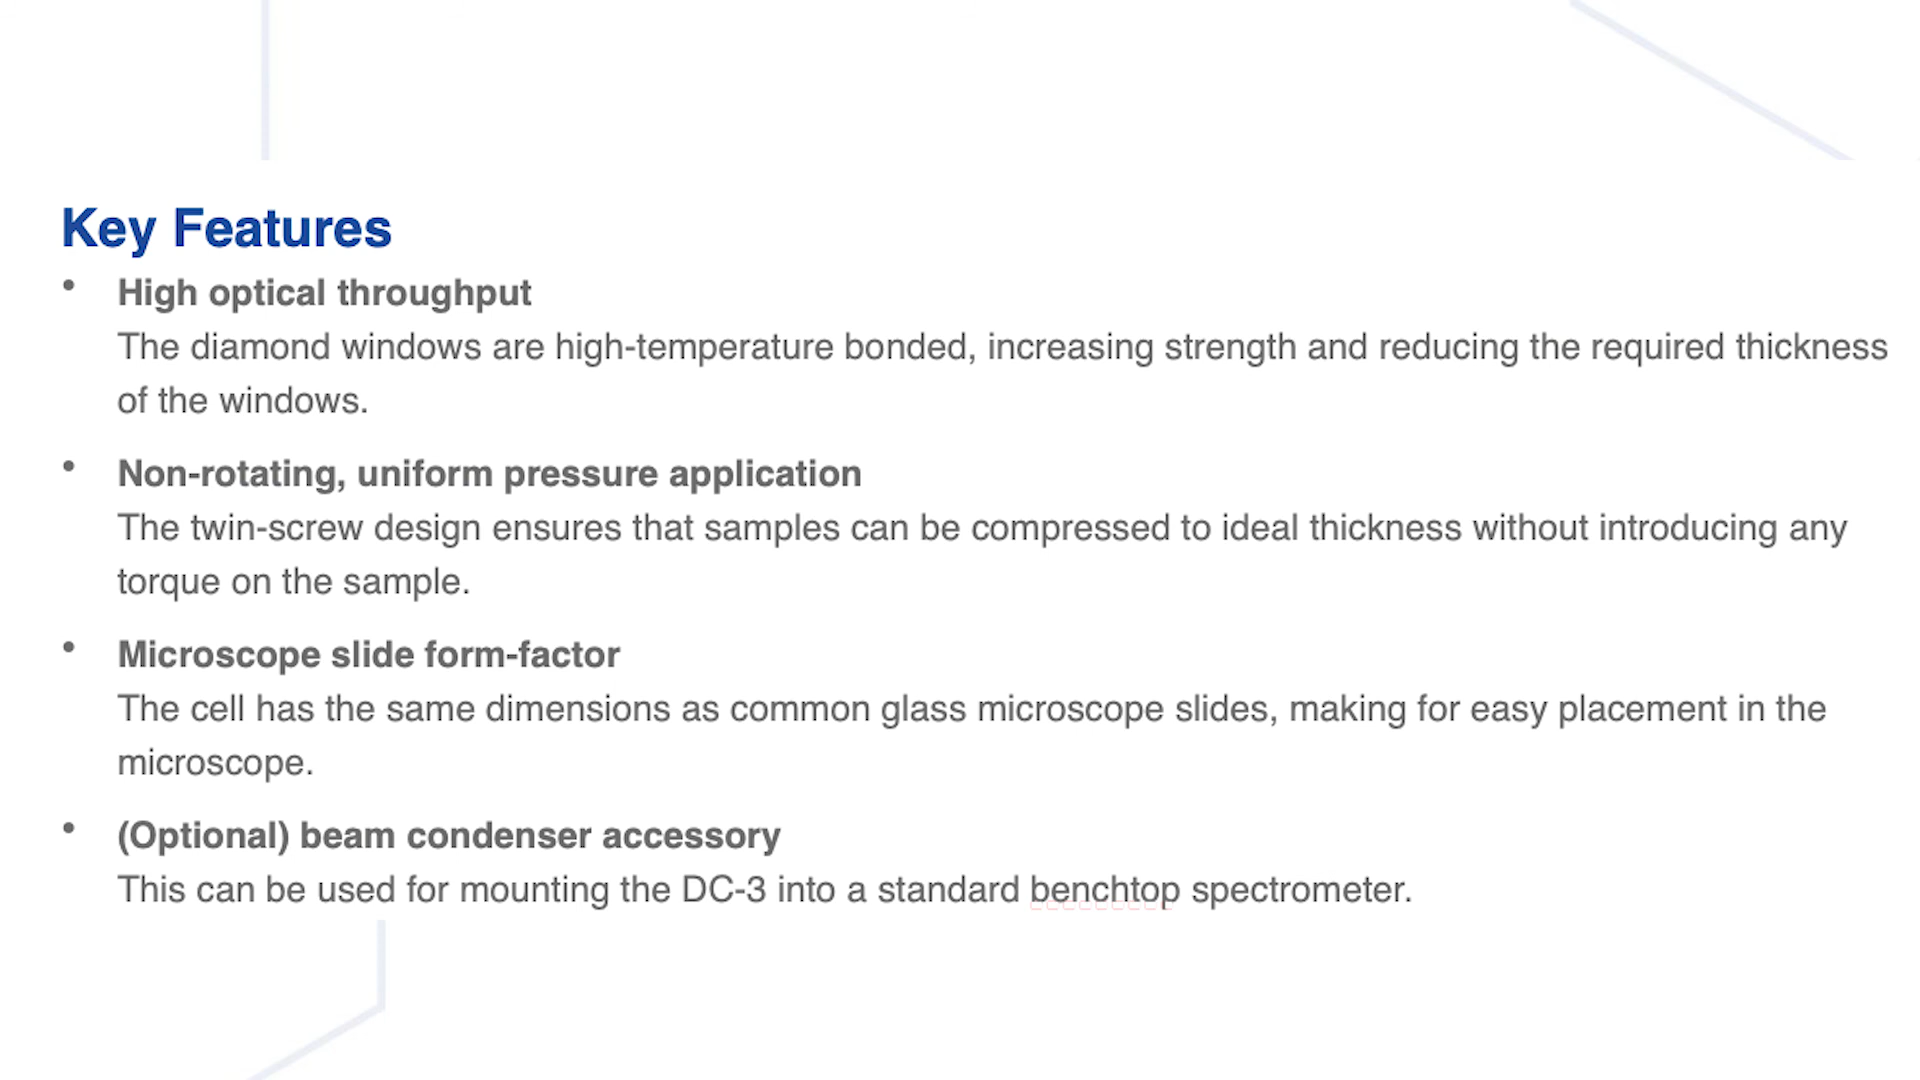 Key Features
• High optical throughput
The diamond windows are high-temperature bonded, increasing strength and reducing the required thickness
of the windows.
• Non-rotating, uniform pressure application
The twin-screw design ensures that samples can be compressed to ideal thickness without introducing any
torque on the sample.
• Microscope slide form-factor
The cell has the same dimensions as common glass microscope slides, making for easy placement in the
microscope.
• (Optional) beam condenser accessory
This can be used for mounting the DC-3 into a standard benchtop spectrometer.